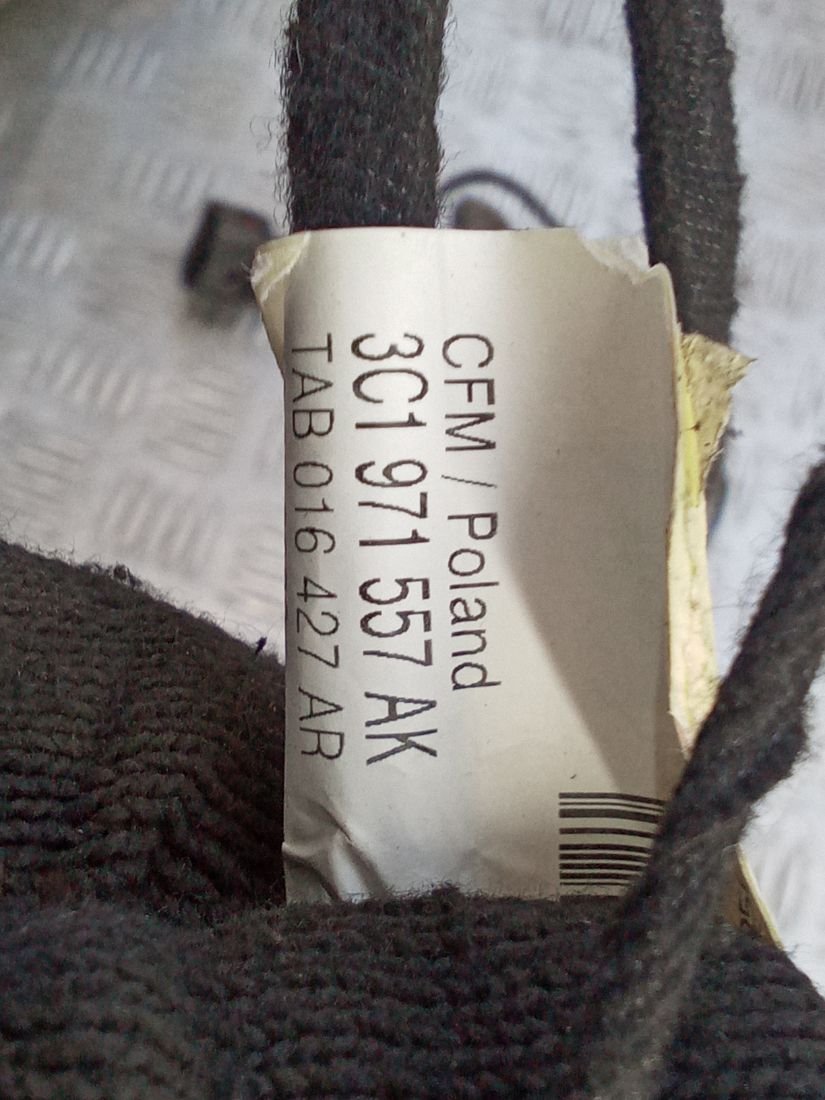 CFM / Poland
3C1 971 557 AK
TAB 016 427 AR